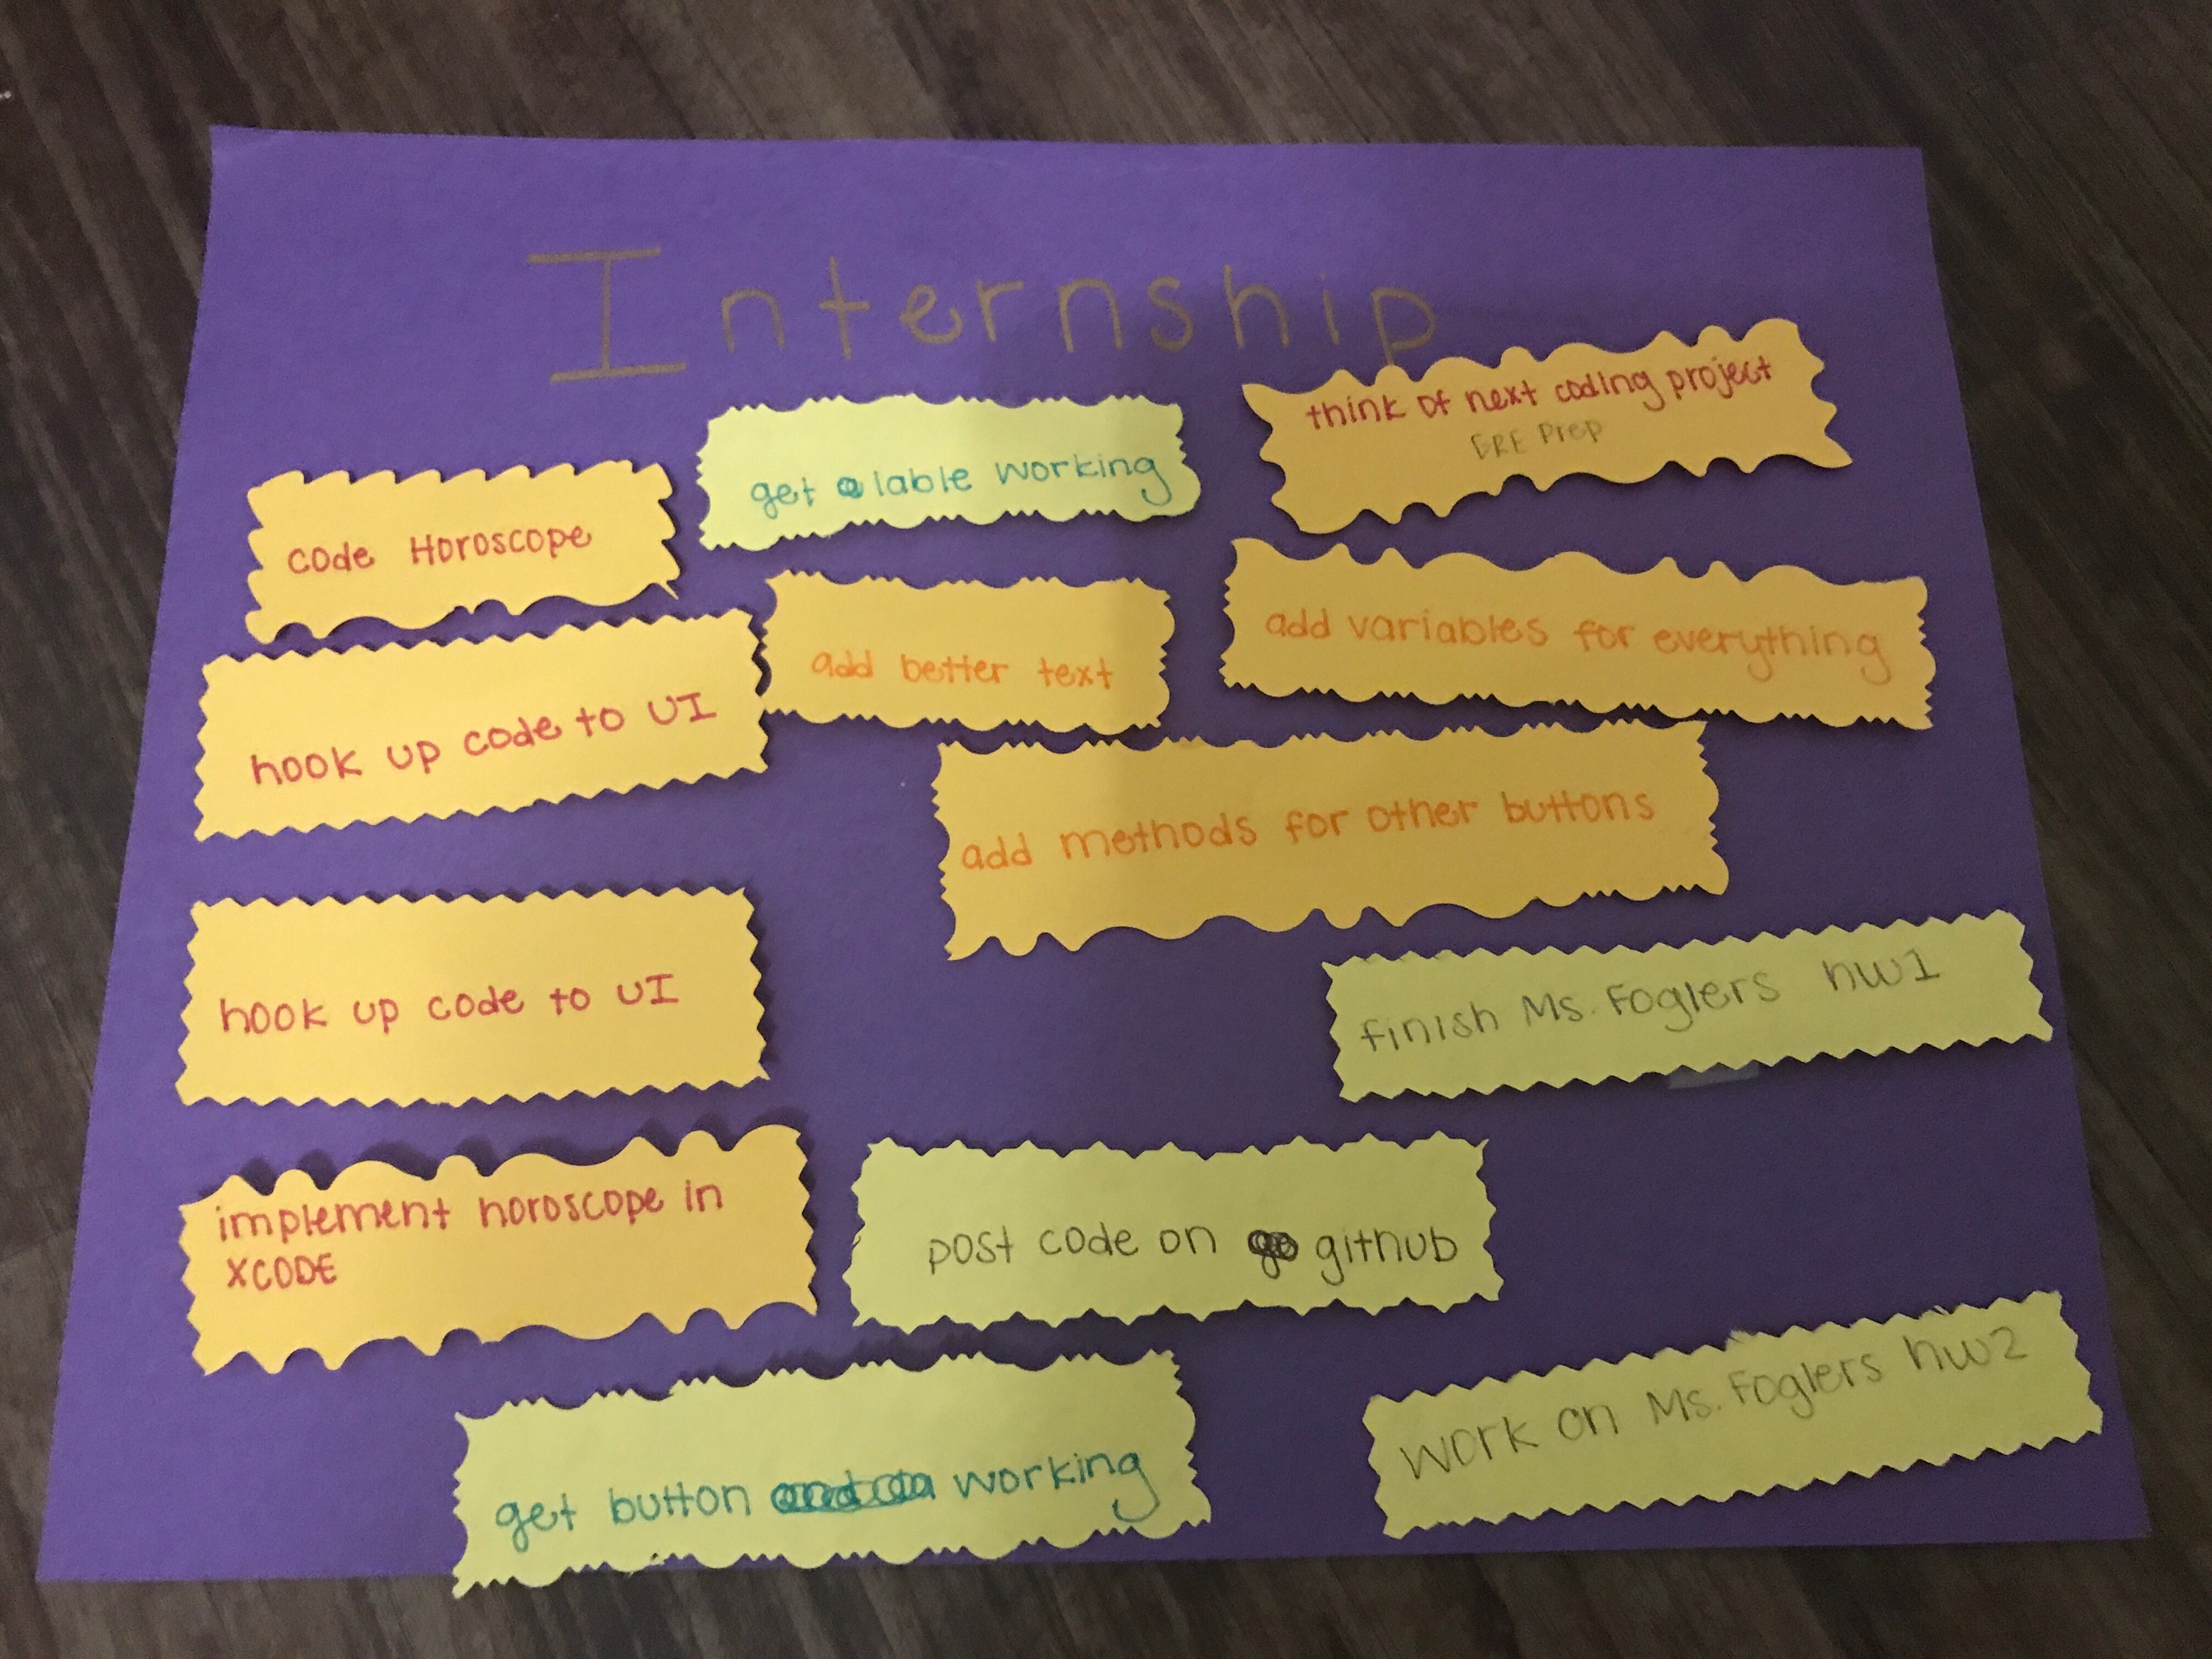 Internship
think of next coding project
GRE Prep
get a lable working
code Horoscope
add better text
add variables for everything
hook up code to UI
add methods for other buttons
hook up code to UI
finish Ms. Foglers hw1
implement horoscope in
XCODE
post code on github
get button working
work on Ms. Foglers hw2